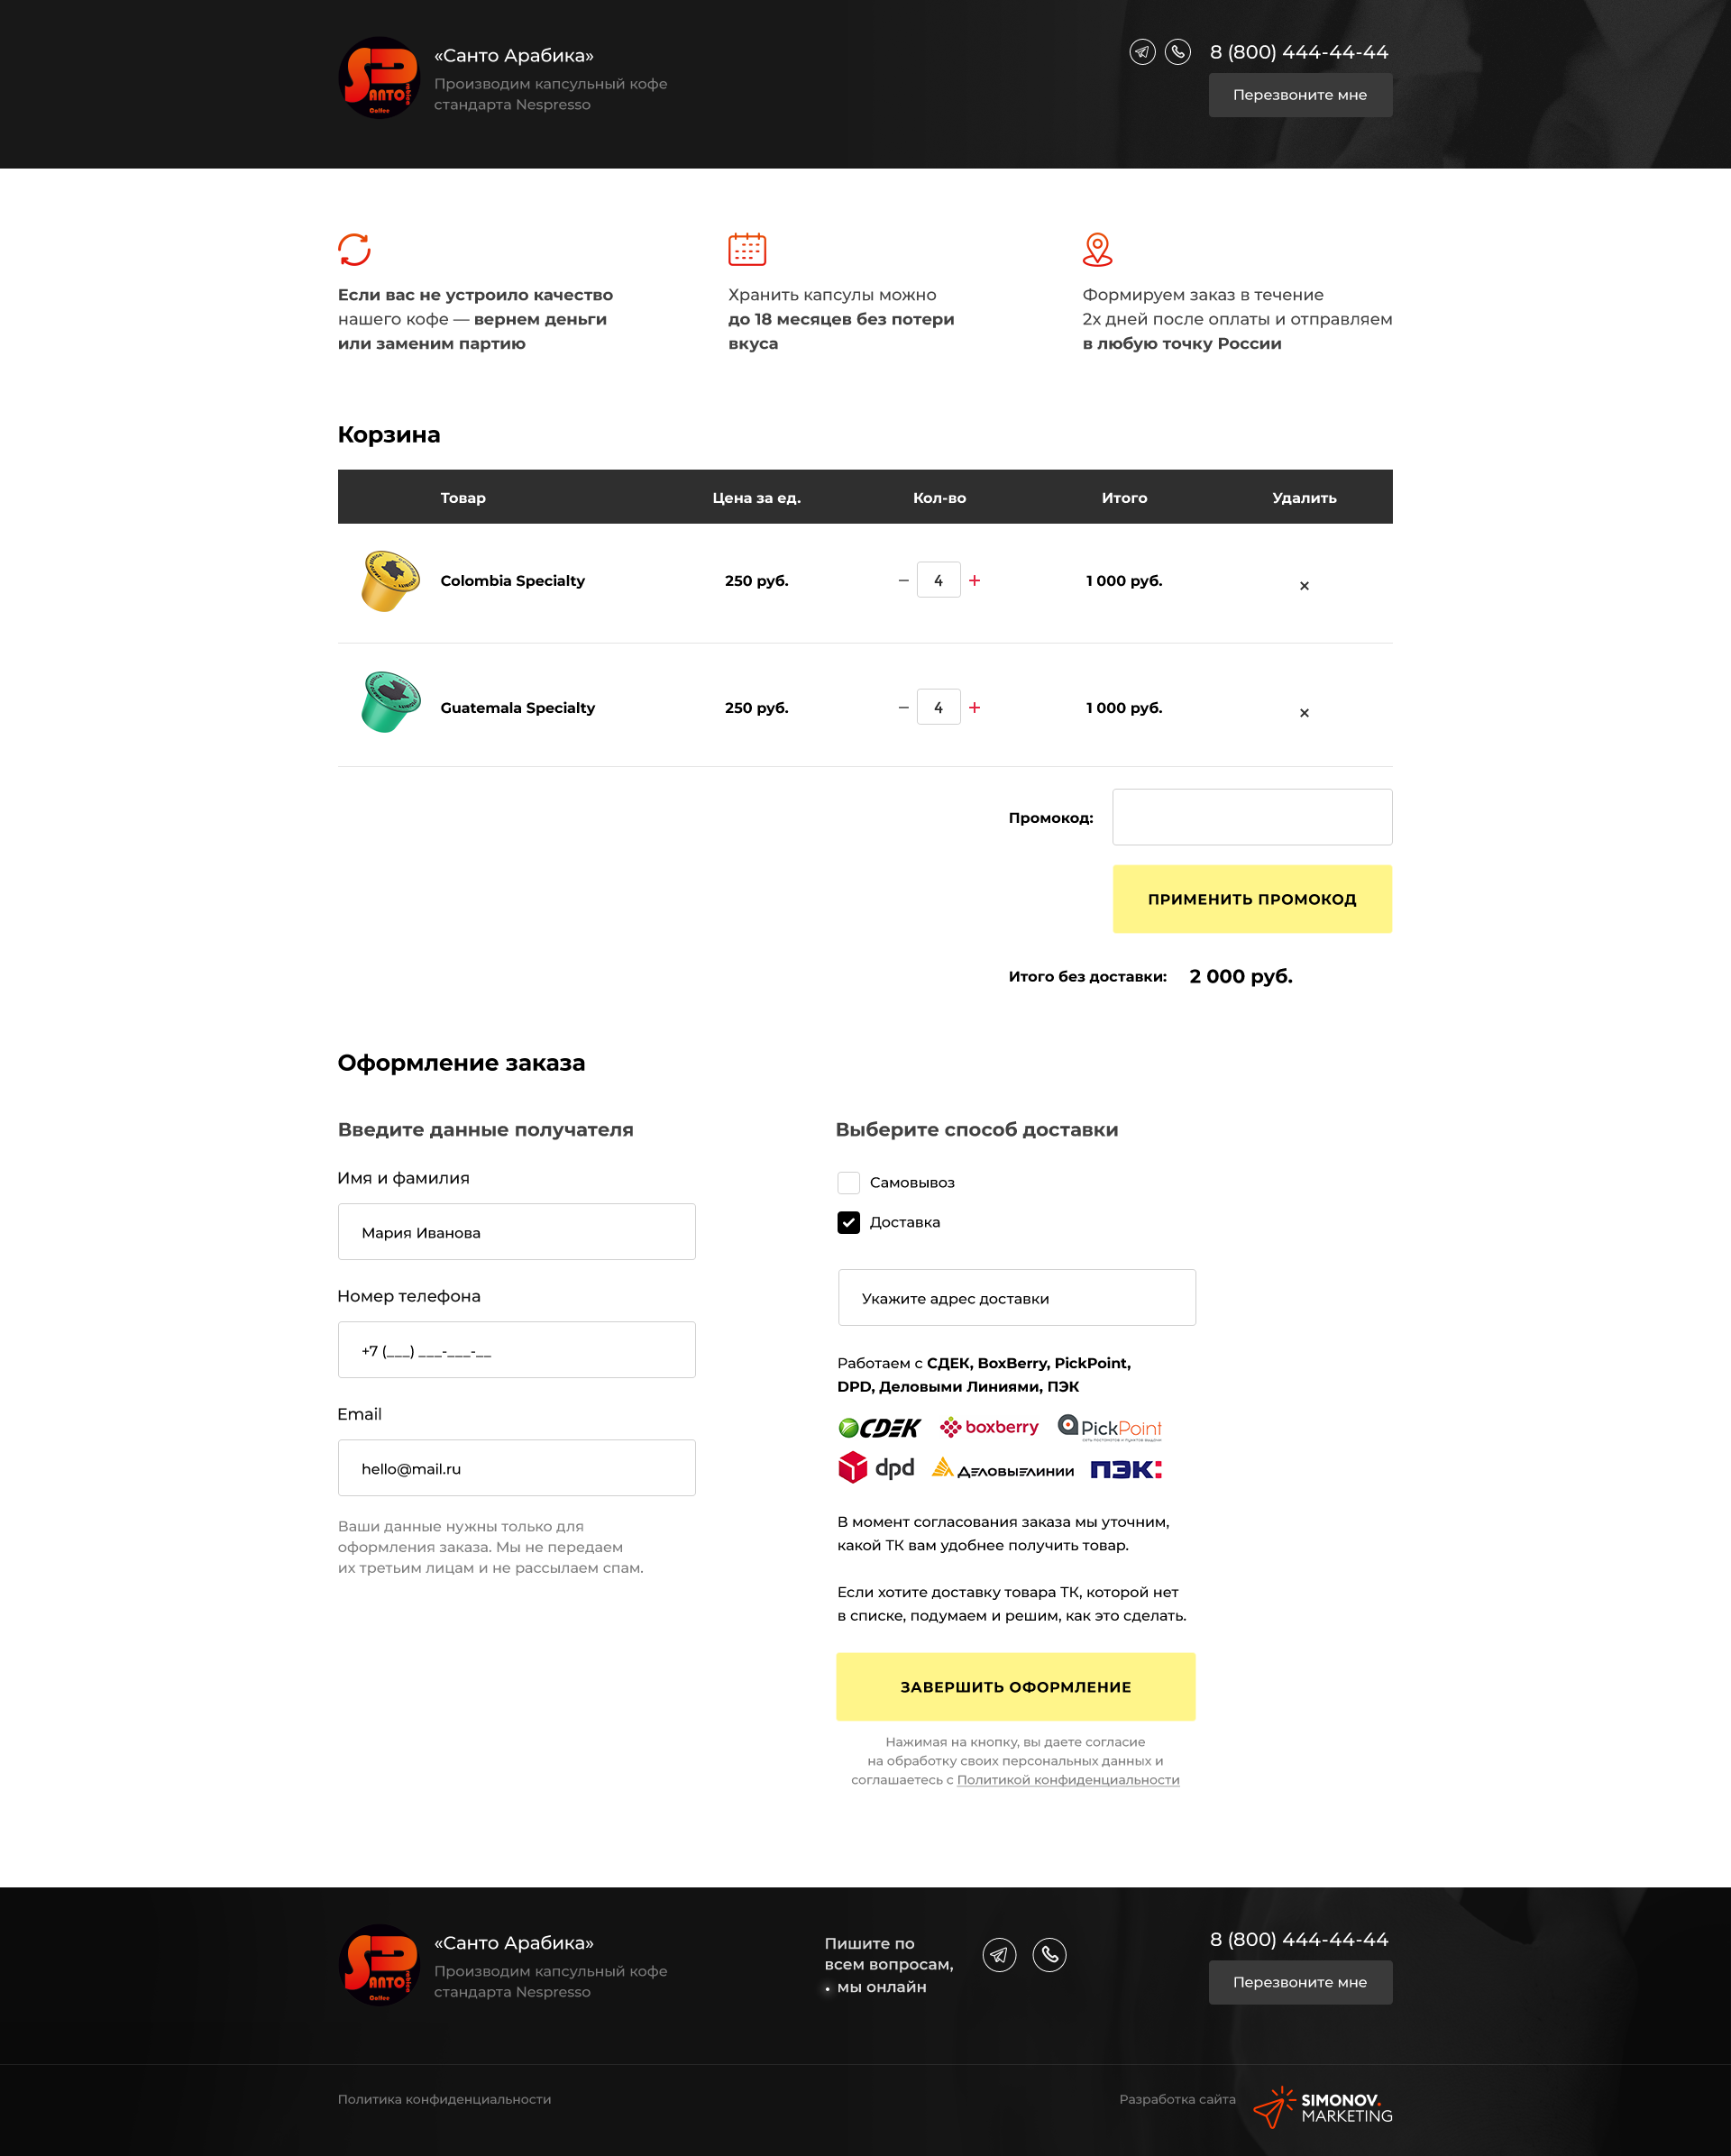 «Санто Арабика»
Производим капсульный кофе
стандарта Nespresso
8 (800) 444-44-44
Перезвоните мне
Если вас не устроило качество
нашего кофе — вернем деньги
или заменим партию
Хранить капсулы можно
до 18 месяцев без потери
вкуса
Формируем заказ в течение
2х дней после оплаты и отправляем
в любую точку России
Корзина
Товар Цена за ед. Кол-во Итого Удалить
Colombia Specialty 250 руб. − 4 + 1 000 руб. ×
Guatemala Specialty 250 руб. − 4 + 1 000 руб. ×
Промокод:
ПРИМЕНИТЬ ПРОМОКОД
Итого без доставки: 2 000 руб.
Оформление заказа
Введите данные получателя
Имя и фамилия
Мария Иванова
Номер телефона
+7 (___) ___-___-__
Email
hello@mail.ru
Ваши данные нужны только для
оформления заказа. Мы не передаем
их третьим лицам и не рассылаем спам.
Выберите способ доставки
Самовывоз
Доставка
Укажите адрес доставки
Работаем с СДЕК, BoxBerry, PickPoint,
DPD, Деловыми Линиями, ПЭК
CDEK boxberry PickPoint
dpd Деловые Линии ПЭК:
В момент согласования заказа мы уточним,
какой ТК вам удобнее получить товар.
Если хотите доставку товара ТК, которой нет
в списке, подумаем и решим, как это сделать.
ЗАВЕРШИТЬ ОФОРМЛЕНИЕ
Нажимая на кнопку, вы даете согласие
на обработку своих персональных данных и
соглашаетесь с Политикой конфиденциальности
«Санто Арабика»
Производим капсульный кофе
стандарта Nespresso
Пишите по
всем вопросам,
• мы онлайн
8 (800) 444-44-44
Перезвоните мне
Политика конфиденциальности
Разработка сайта
SIMONOV.
MARKETING